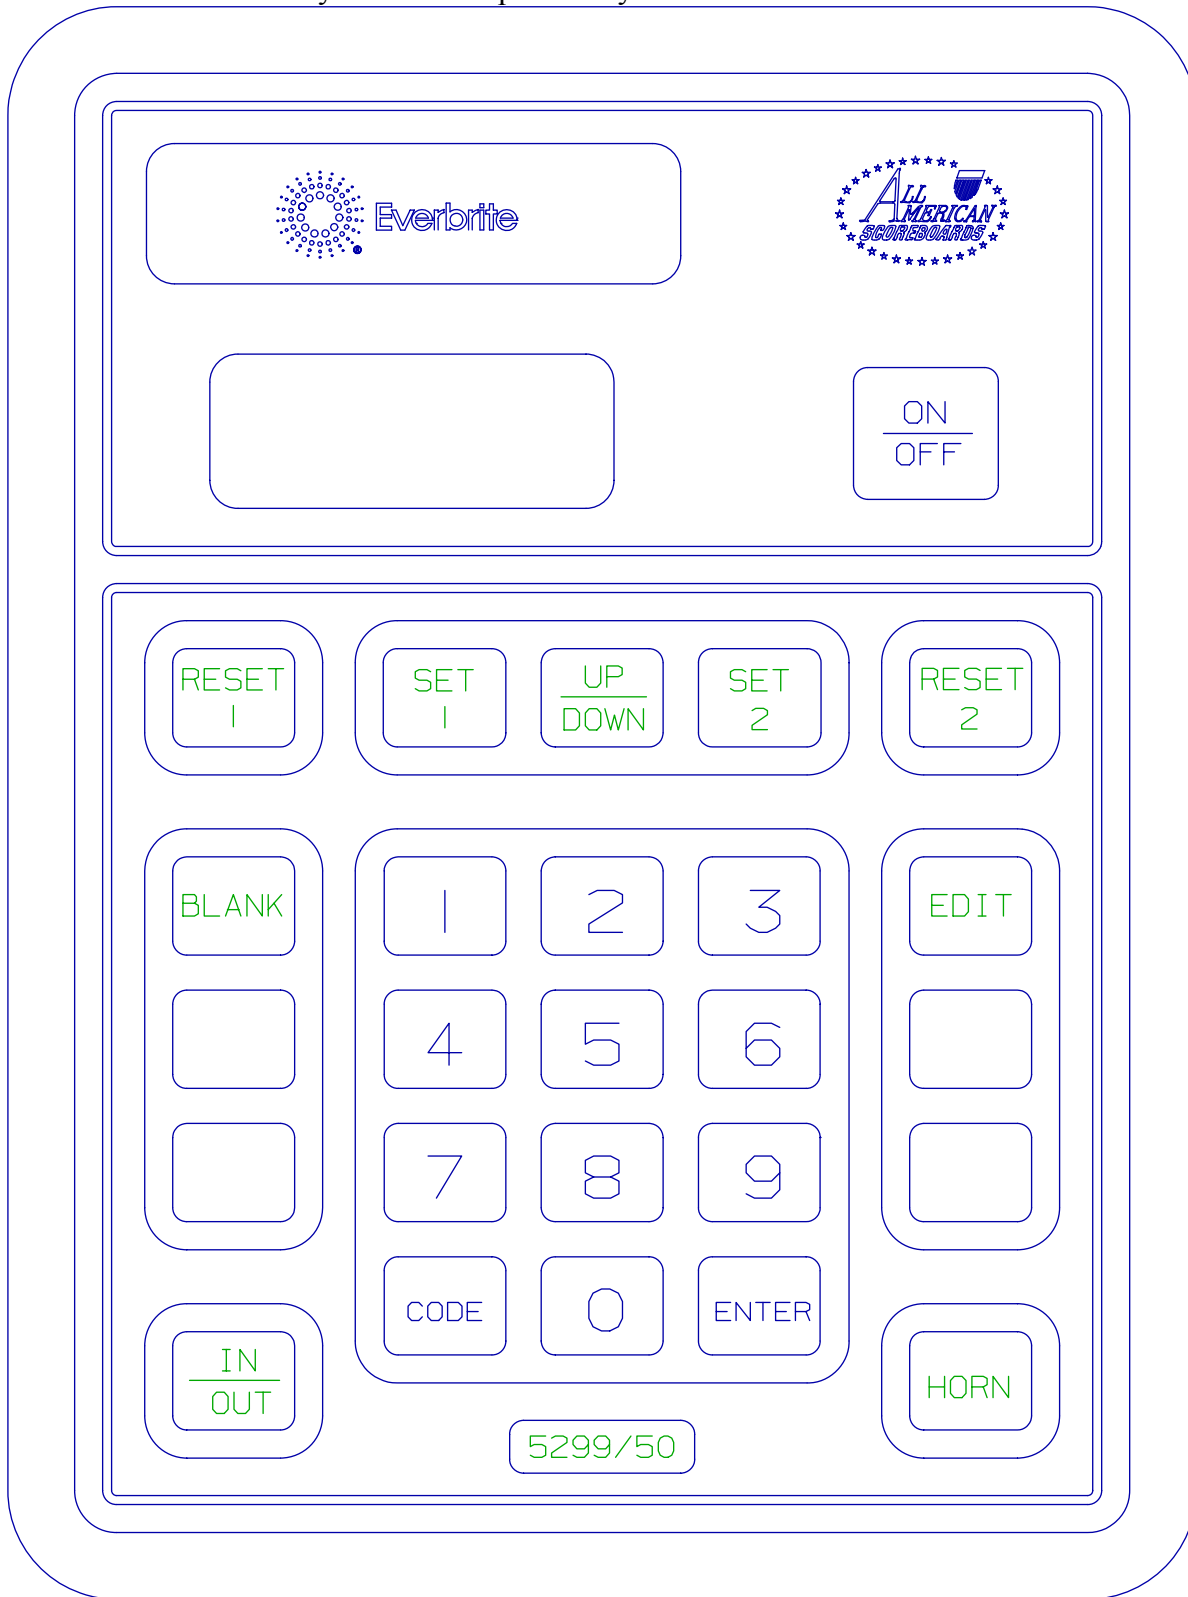 Everbrite
®
ALL
AMERICAN
SCOREBOARDS
ON
OFF
RESET
1
SET
1
UP
DOWN
SET
2
RESET
2
BLANK
1
2
3
EDIT
4
5
6
7
8
9
CODE
0
ENTER
IN
OUT
HORN
5299/50